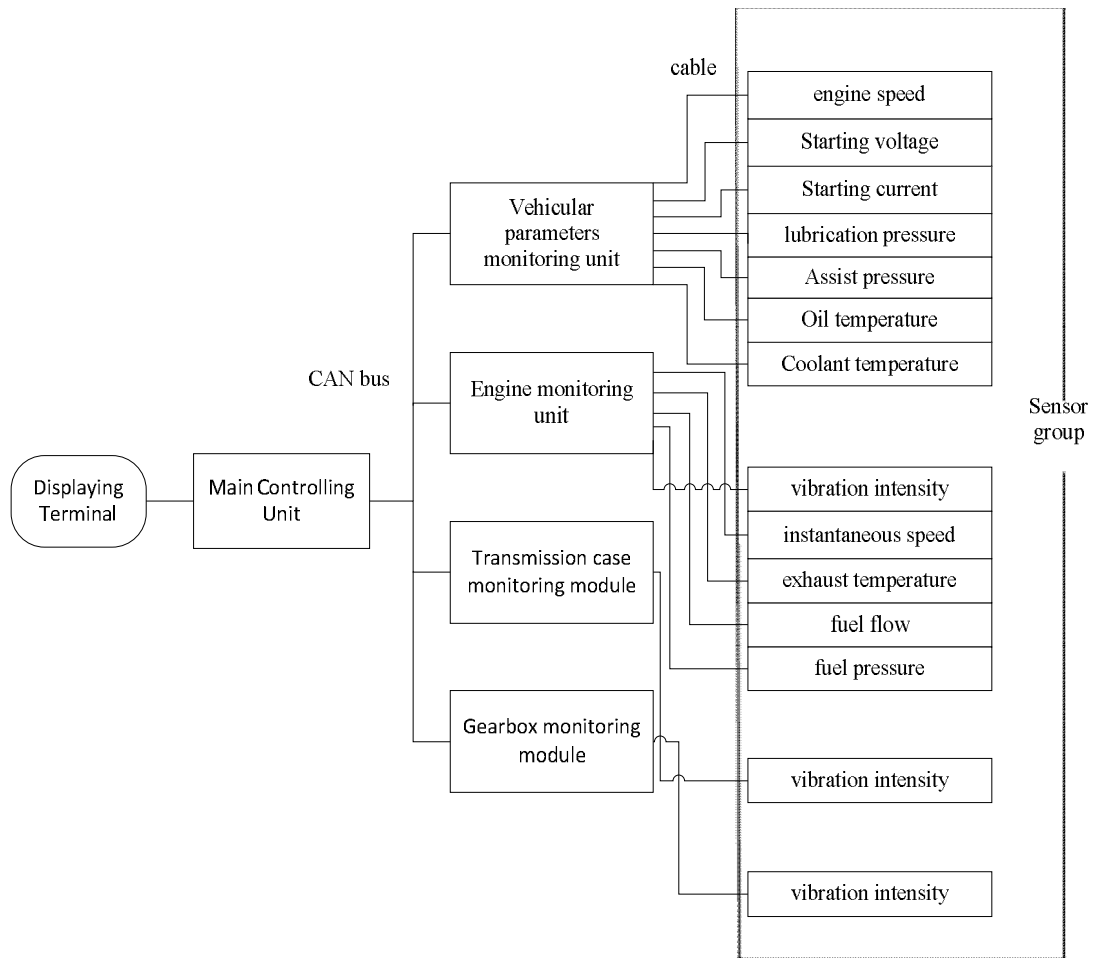 cable
engine speed
Starting voltage
Starting current
lubrication pressure
Assist pressure
Oil temperature
Coolant temperature
Vehicular
parameters
monitoring unit
CAN bus
Engine monitoring
unit
Sensor
group
Displaying
Terminal
Main Controlling
Unit
vibration intensity
instantaneous speed
exhaust temperature
fuel flow
fuel pressure
Transmission case
monitoring module
Gearbox monitoring
module
vibration intensity
vibration intensity